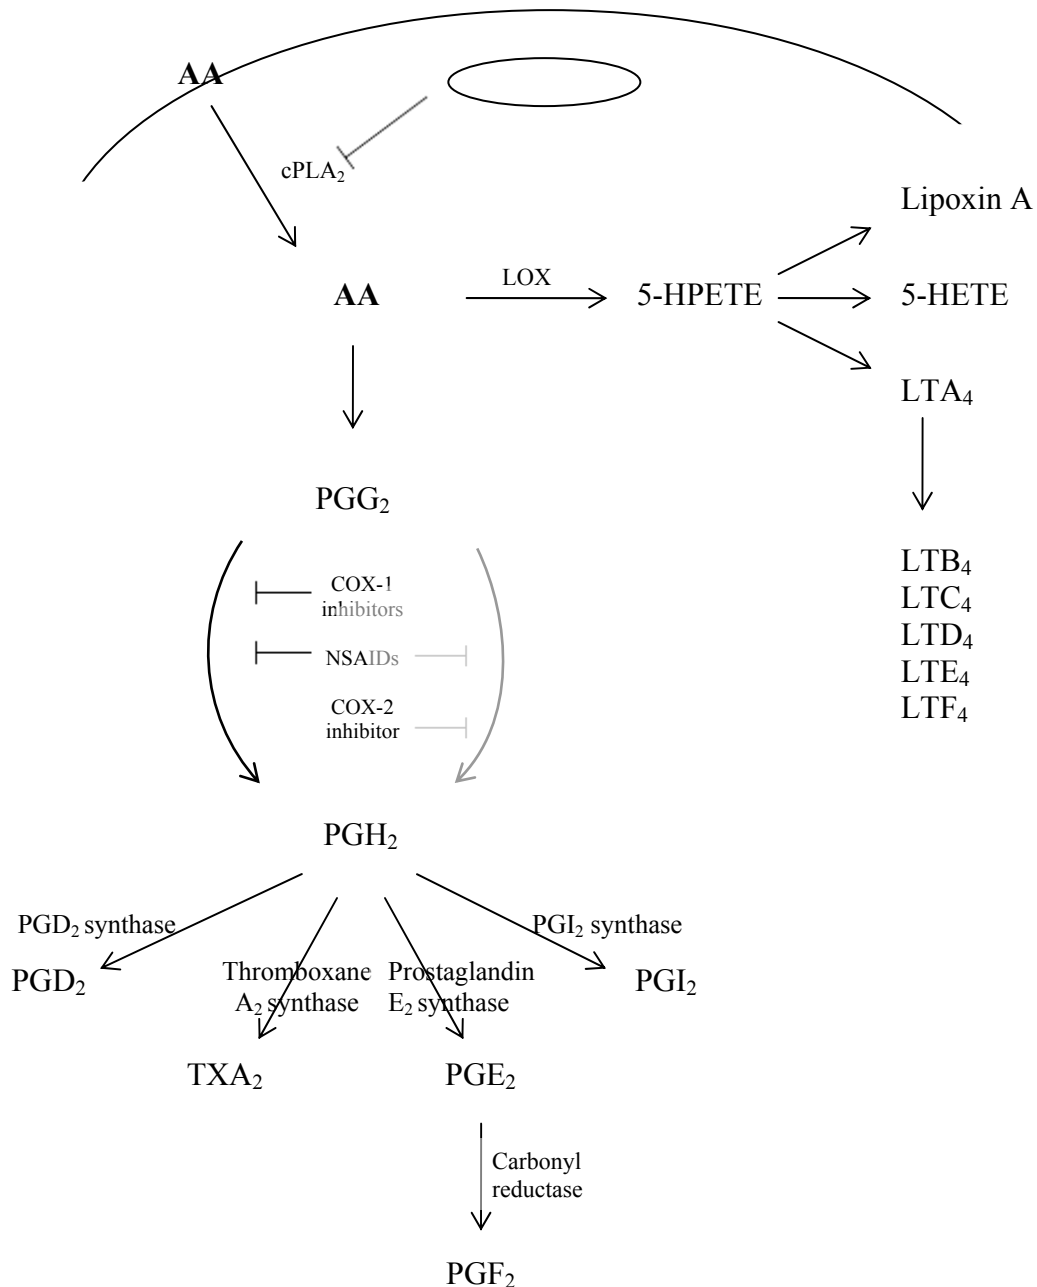 AA
cPLA₂
Lipoxin A
AA
LOX
5-HPETE
5-HETE
LTA₄
PGG₂
LTB₄
LTC₄
LTD₄
LTE₄
LTF₄
COX-1
inhibitors
NSAIDs
COX-2
inhibitor
PGH₂
PGD₂ synthase
PGI₂ synthase
Thromboxane
A₂ synthase
Prostaglandin
E₂ synthase
PGD₂
PGI₂
TXA₂
PGE₂
Carbonyl
reductase
PGF₂